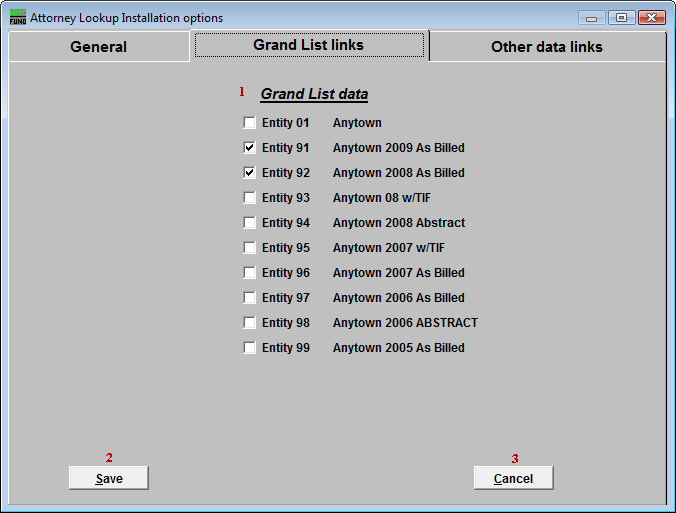 Attorney Lookup Installation options
General Grand List links Other data links
1 Grand List data
Entity 01 Anytown
Entity 91 Anytown 2009 As Billed
Entity 92 Anytown 2008 As Billed
Entity 93 Anytown 08 w/TIF
Entity 94 Anytown 2008 Abstract
Entity 95 Anytown 2007 w/TIF
Entity 96 Anytown 2007 As Billed
Entity 97 Anytown 2006 As Billed
Entity 98 Anytown 2006 ABSTRACT
Entity 99 Anytown 2005 As Billed
2 3
Save Cancel